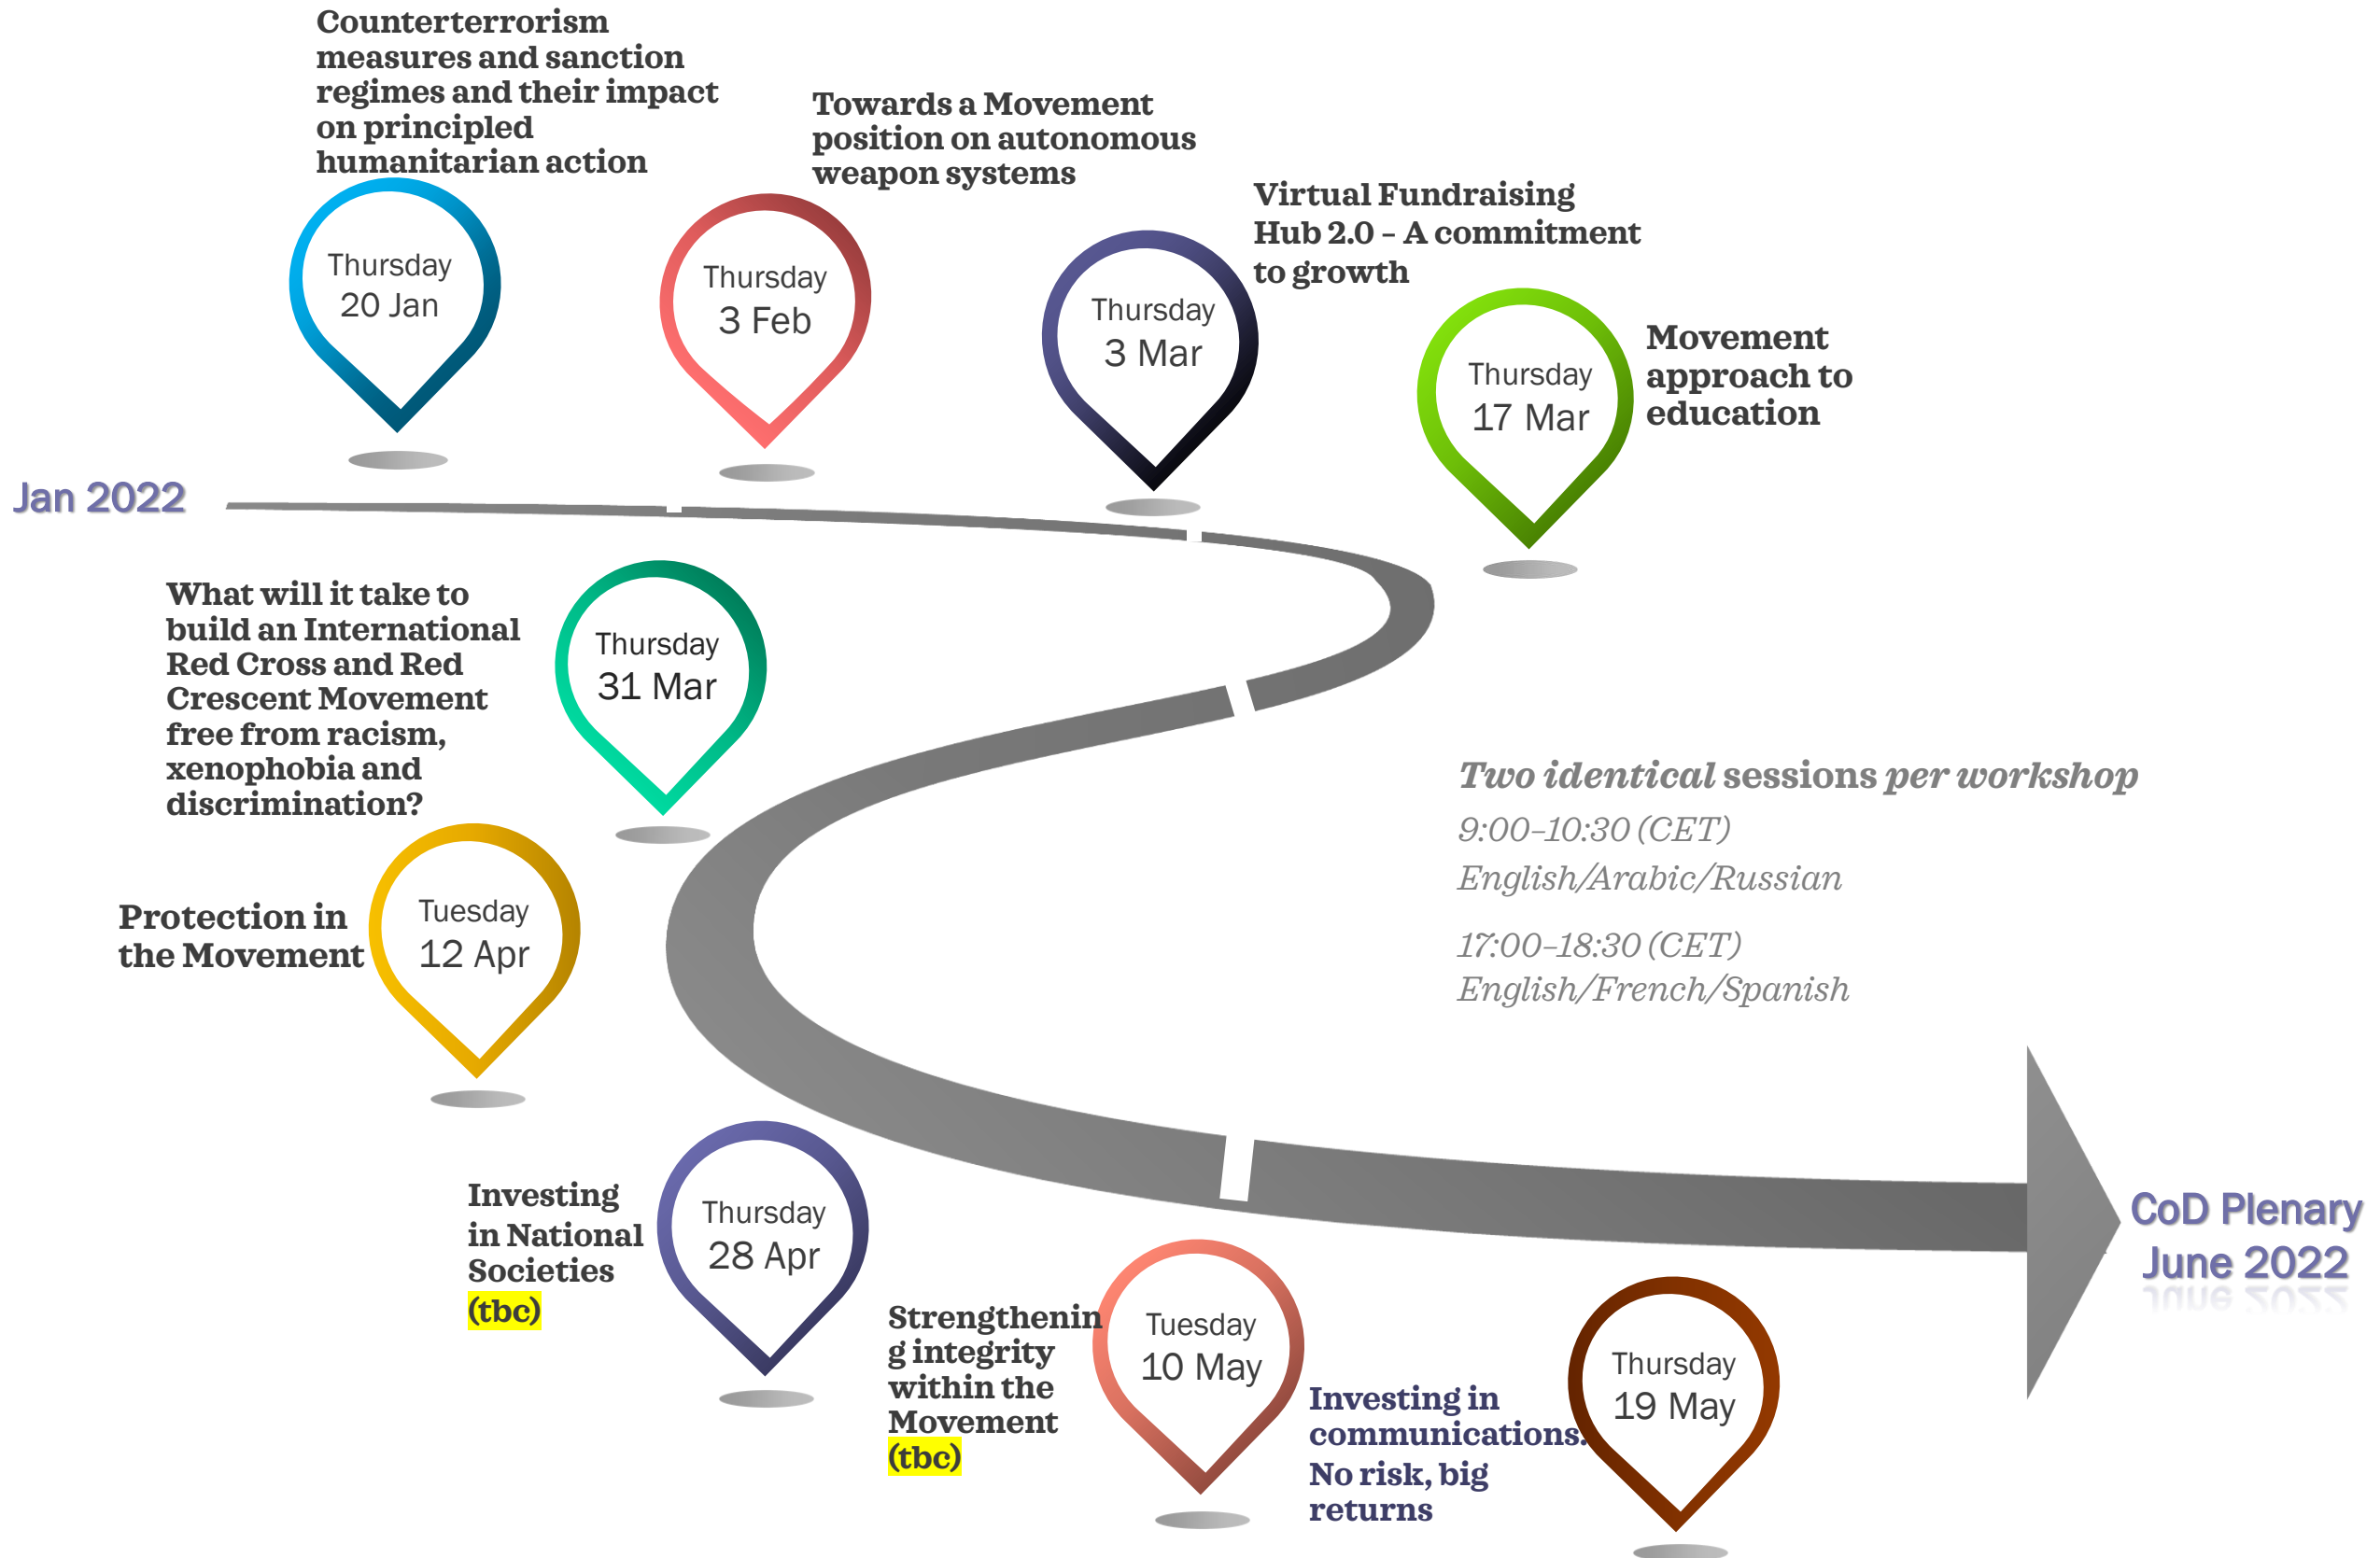 Counterterrorism
measures and sanction
regimes and their impact
on principled
humanitarian action
Thursday
20 Jan
Towards a Movement
position on autonomous
weapon systems
Thursday
3 Feb
Virtual Fundraising
Hub 2.0 – A commitment
to growth
Thursday
3 Mar
Movement
approach to
education
Thursday
17 Mar
Jan 2022
What will it take to
build an International
Red Cross and Red
Crescent Movement
free from racism,
xenophobia and
discrimination?
Thursday
31 Mar
Two identical sessions per workshop
9:00–10:30 (CET)
English/Arabic/Russian
17:00–18:30 (CET)
English/French/Spanish
Protection in
the Movement
Tuesday
12 Apr
Investing
in National
Societies
(tbc)
Thursday
28 Apr
Strengthenin
g integrity
within the
Movement
(tbc)
Tuesday
10 May
Investing in
communications.
No risk, big
returns
Thursday
19 May
CoD Plenary
June 2022